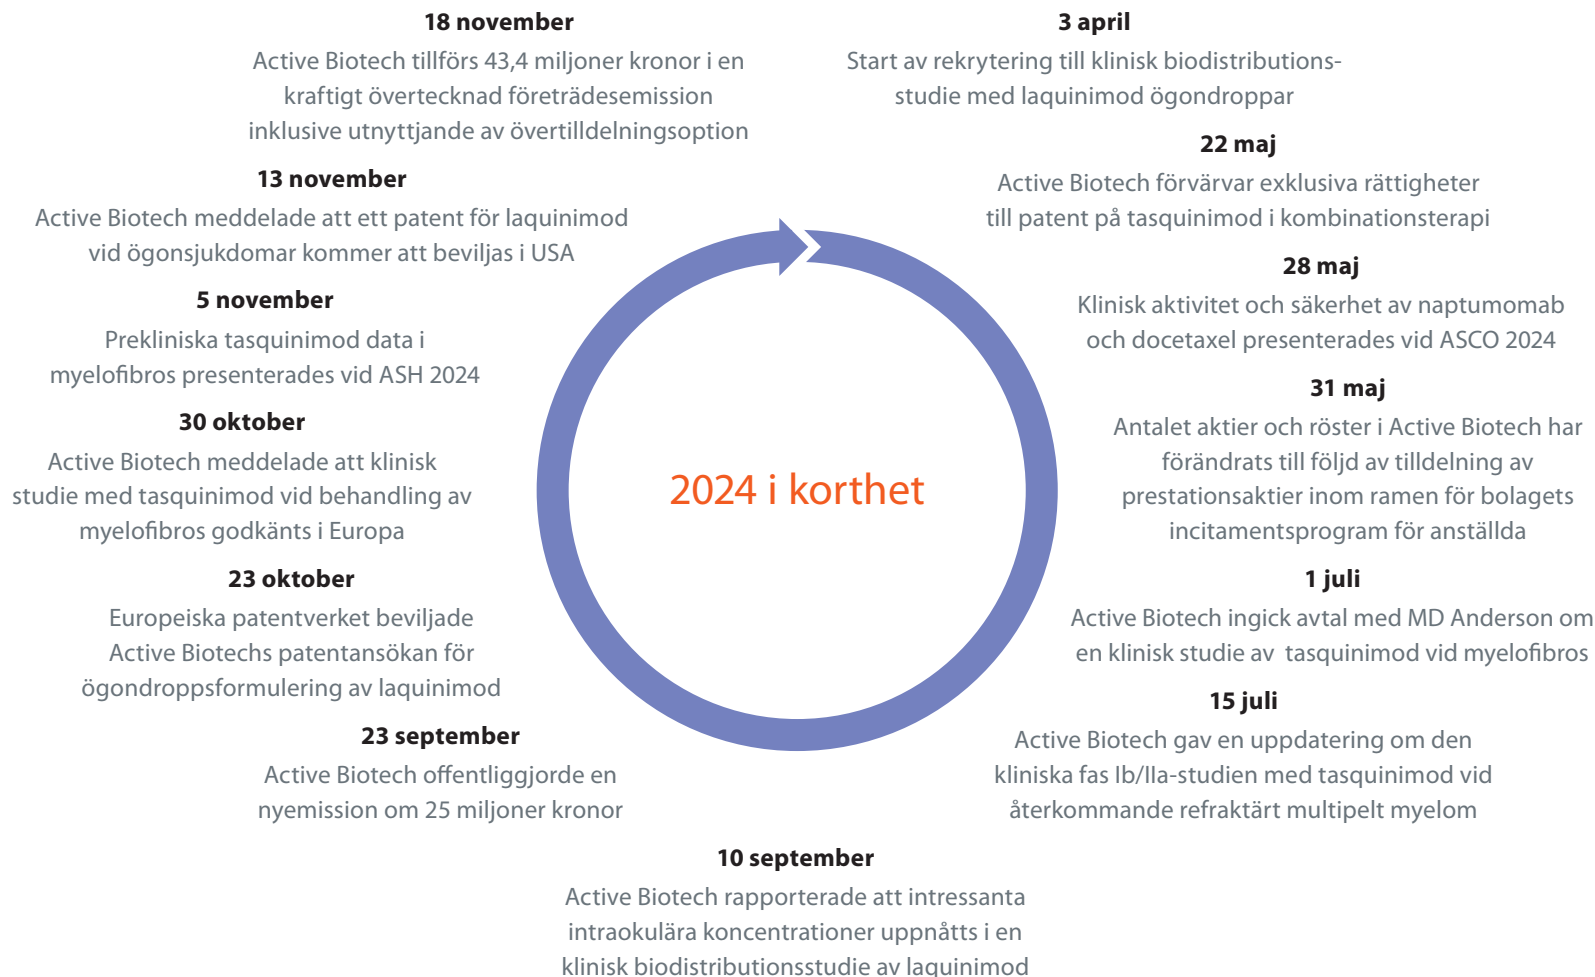 3 april
Start av rekrytering till klinisk biodistributions-
studie med laquinimod ögondroppar
22 maj
Active Biotech förvärvar exklusiva rättigheter
till patent på tasquinimod i kombinationsterapi
28 maj
Klinisk aktivitet och säkerhet av naptumomab
och docetaxel presenterades vid ASCO 2024
31 maj
Antalet aktier och röster i Active Biotech har
förändrats till följd av tilldelning av
prestationsaktier inom ramen för bolagets
incitamentsprogram för anställda
1 juli
Active Biotech ingick avtal med MD Anderson om
en klinisk studie av tasquinimod vid myelofibros
15 juli
Active Biotech gav en uppdatering om den
kliniska fas Ib/IIa-studien med tasquinimod vid
återkommande refraktärt multipelt myelom
10 september
Active Biotech rapporterade att intressanta
intraokulära koncentrationer uppnåtts i en
klinisk biodistributionsstudie av laquinimod
23 september
Active Biotech offentliggjorde en
nyemission om 25 miljoner kronor
23 oktober
Europeiska patentverket beviljade
Active Biotechs patentansökan för
ögondroppsformulering av laquinimod
30 oktober
Active Biotech meddelade att klinisk
studie med tasquinimod vid behandling av
myelofibros godkänts i Europa
5 november
Prekliniska tasquinimod data i
myelofibros presenterades vid ASH 2024
13 november
Active Biotech meddelade att ett patent för laquinimod
vid ögonsjukdomar kommer att beviljas i USA
18 november
Active Biotech tillförs 43,4 miljoner kronor i en
kraftigt övertecknad företrädesemission
inklusive utnyttjande av övertilldelningsoption
2024 i korthet